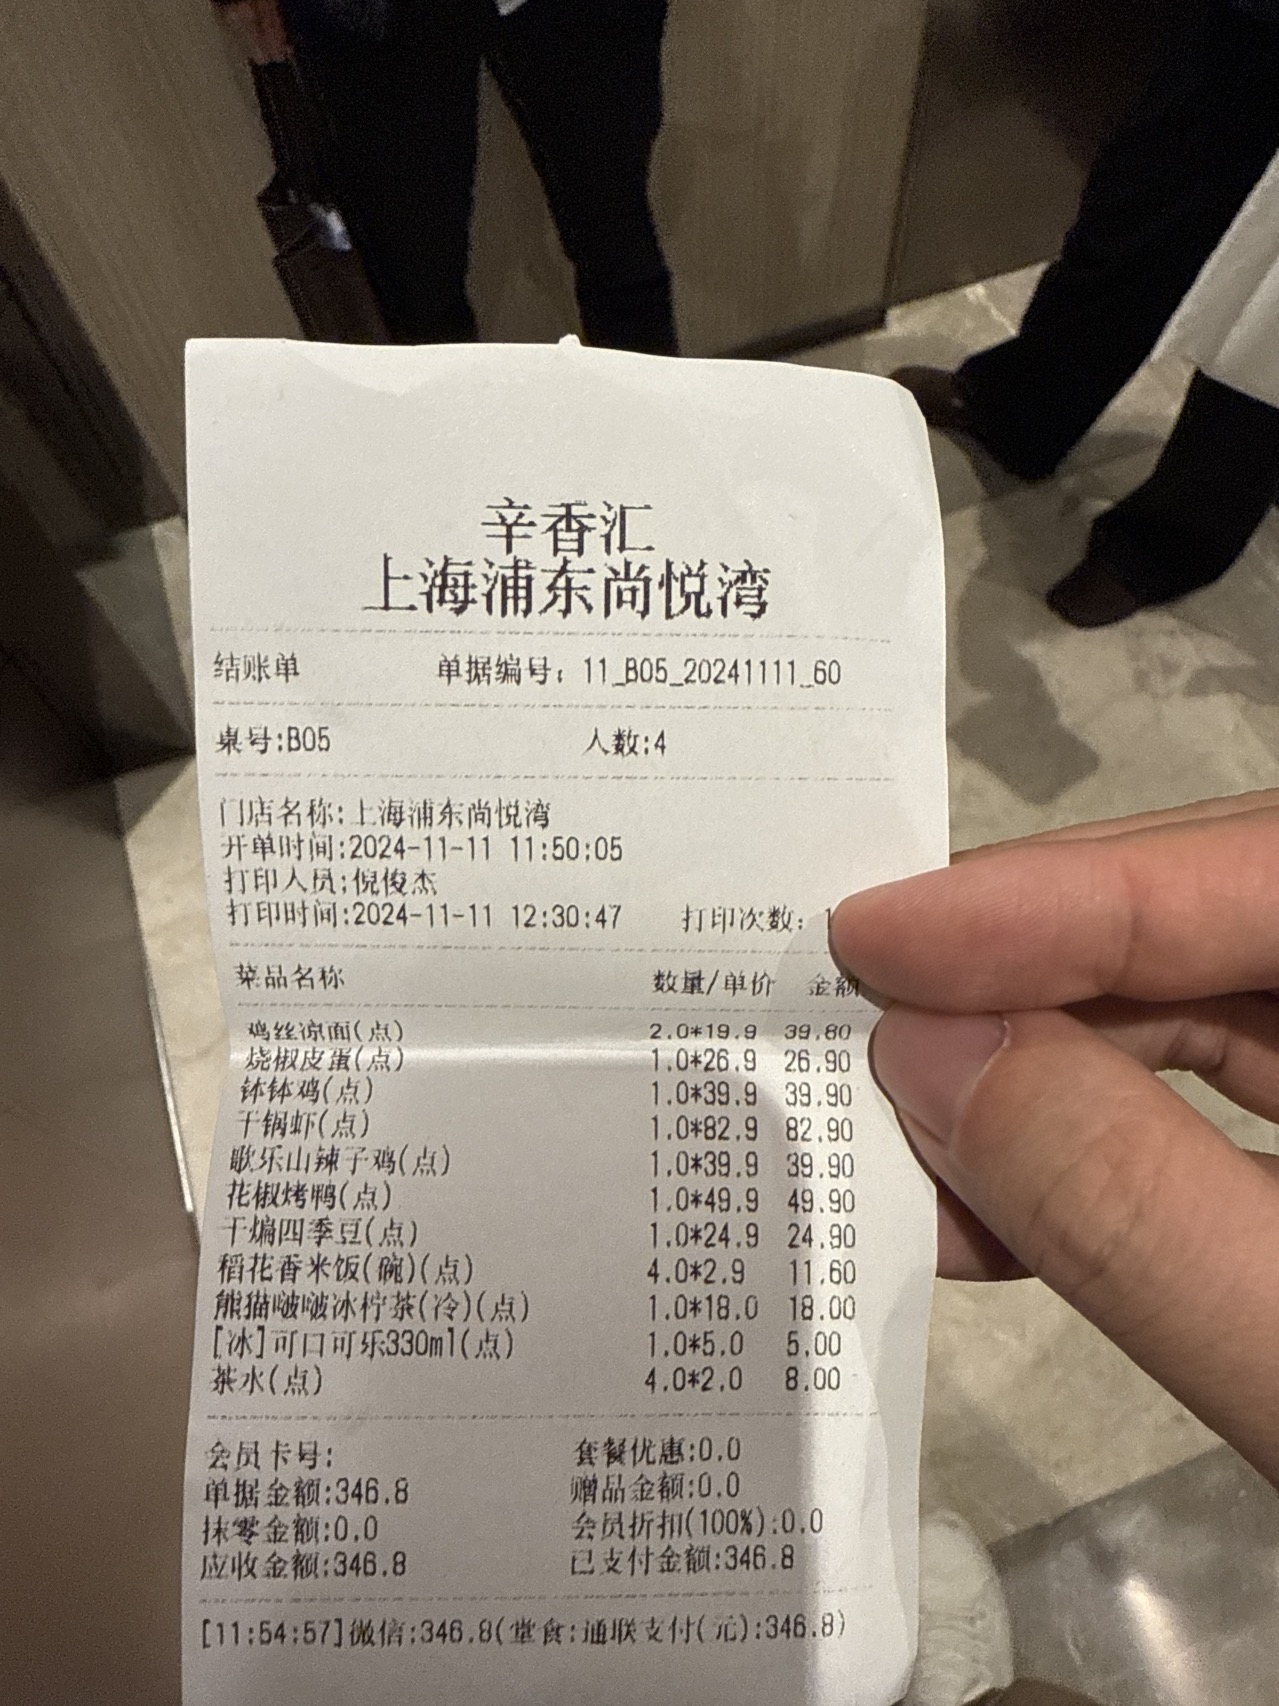 辛香汇
上海浦东尚悦湾
结账单 单据编号: 11_B05_20241111_60
桌号:B05 人数:4
门店名称:上海浦东尚悦湾
开单时间:2024-11-11 11:50:05
打印人员:倪俊杰
打印时间:2024-11-11 12:30:47 打印次数: 1
菜品名称 数量/单价 金额
鸡丝凉面(点) 2.0*19.9 39.80
烧椒皮蛋(点) 1.0*26.9 26.90
钵钵鸡(点) 1.0*39.9 39.90
干锅虾(点) 1.0*82.9 82.90
歌乐山辣子鸡(点) 1.0*39.9 39.90
花椒烤鸭(点) 1.0*49.9 49.90
干煸四季豆(点) 1.0*24.9 24.90
稻花香米饭(碗)(点) 4.0*2.9 11.60
熊猫啵啵冰柠茶(冷)(点) 1.0*18.0 18.00
[冰]可口可乐330ml(点) 1.0*5.0 5.00
茶水(点) 4.0*2.0 8.00
会员卡号: 套餐优惠:0.0
单据金额:346.8 赠品金额:0.0
抹零金额:0.0 会员折扣(100%):0.0
应收金额:346.8 已支付金额:346.8
[11:54:57]微信:346.8(堂食:通联支付(元):346.8)